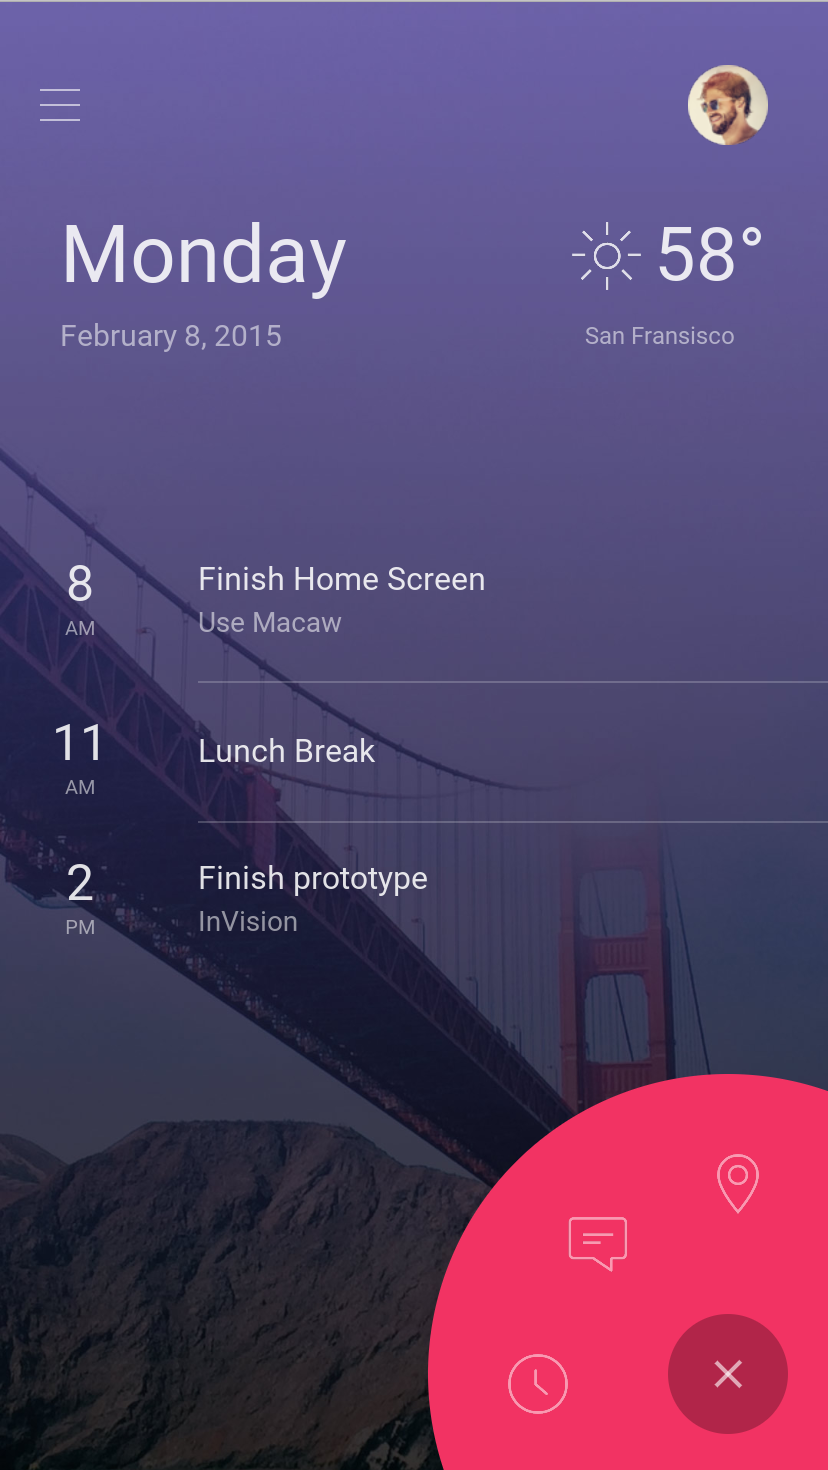 Monday
58°
February 8, 2015
San Fransisco
8
AM
Finish Home Screen
Use Macaw
11
AM
Lunch Break
2
PM
Finish prototype
InVision